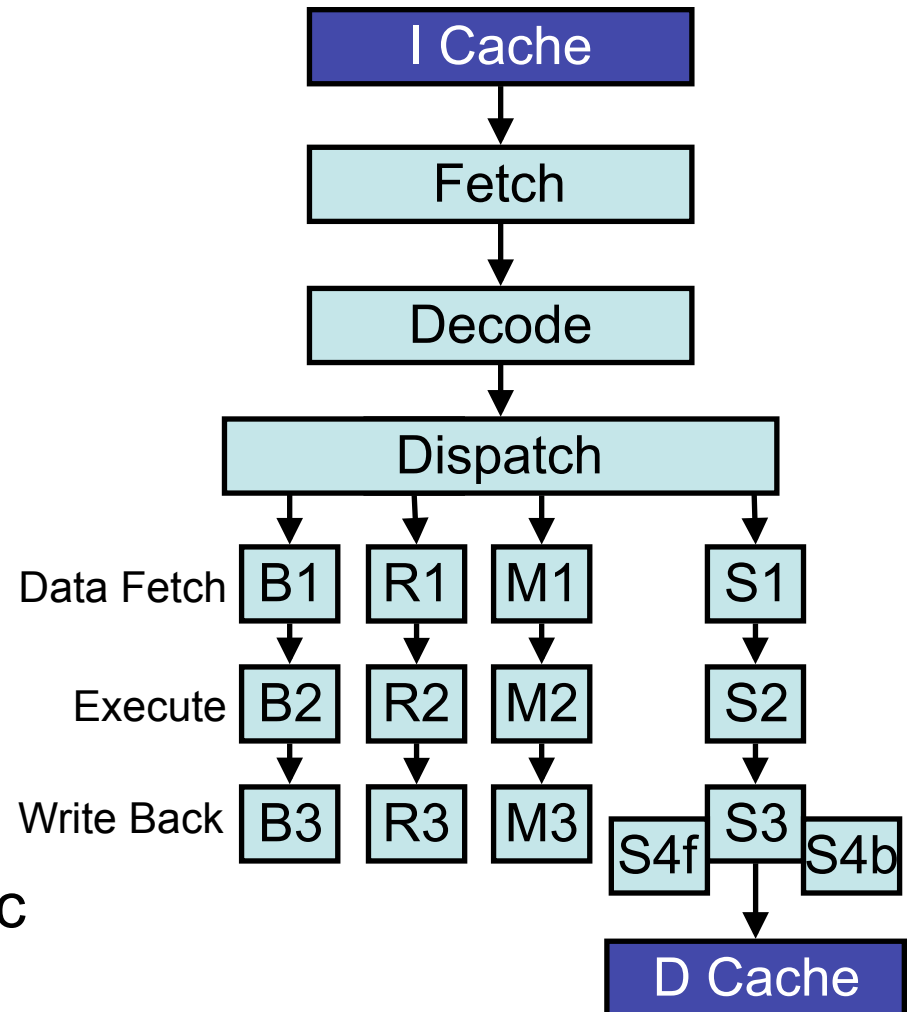 I Cache
Fetch
Decode
Dispatch
Data Fetch B1 R1 M1 S1
Execute B2 R2 M2 S2
Write Back B3 R3 M3 S3
S4f S4b
c
D Cache